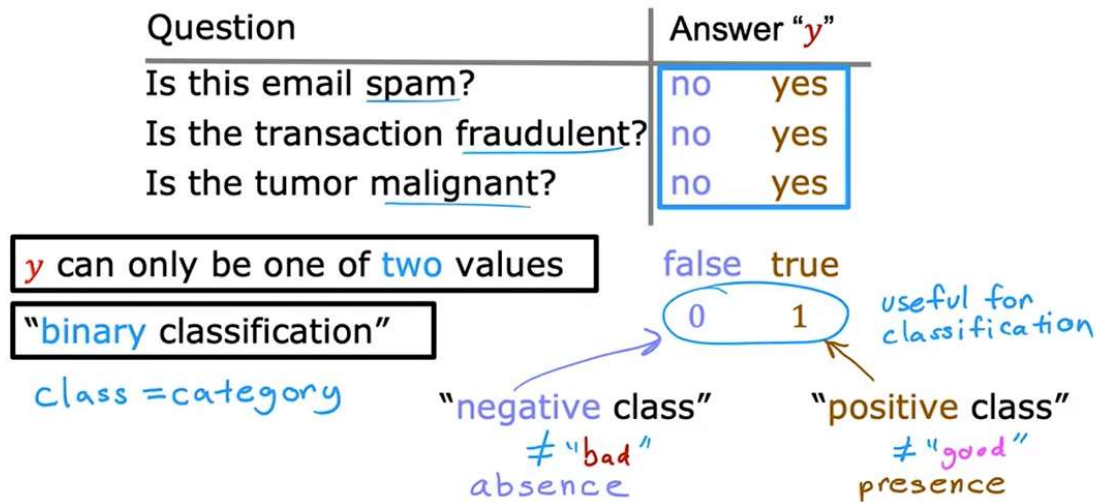 Question Answer “y”
Is this email spam? no yes
Is the transaction fraudulent? no yes
Is the tumor malignant? no yes
y can only be one of two values
false true
“binary classification”
0 1
useful for
classification
class = category
“negative class” “positive class”
≠ “bad” ≠ “good”
absence presence